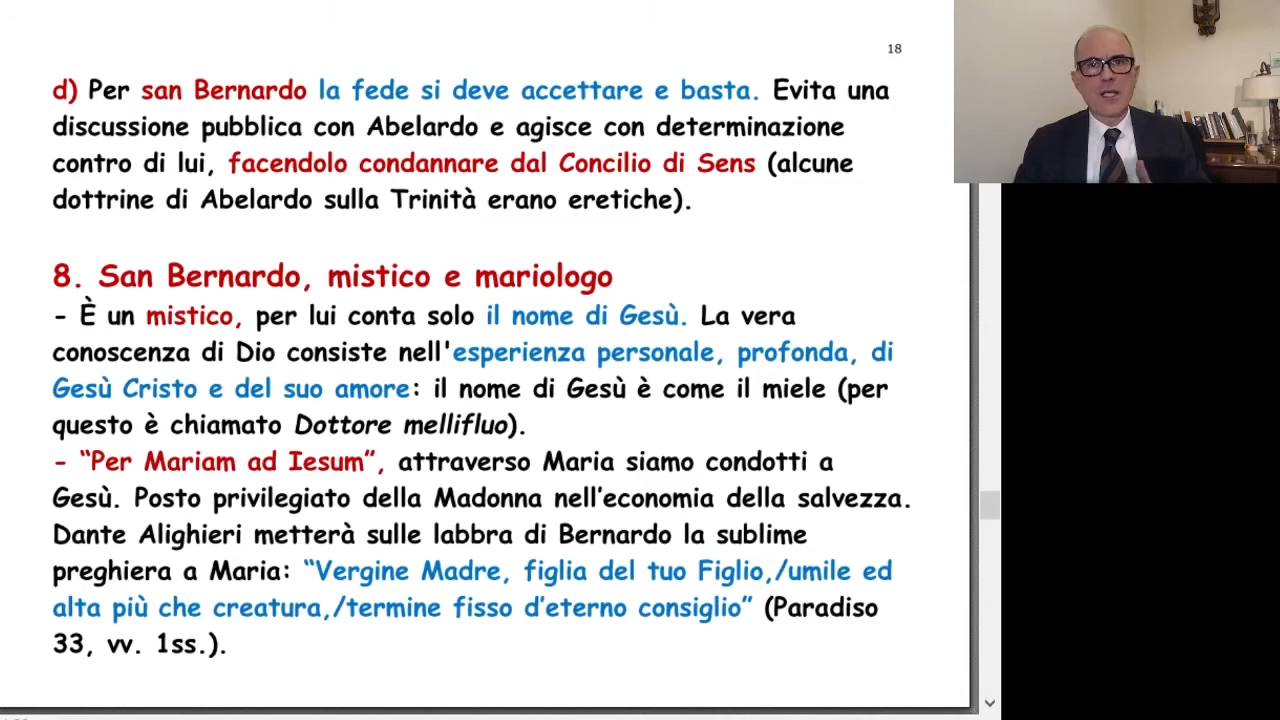 18
d) Per san Bernardo la fede si deve accettare e basta. Evita una
discussione pubblica con Abelardo e agisce con determinazione
contro di lui, facendolo condannare dal Concilio di Sens (alcune
dottrine di Abelardo sulla Trinità erano eretiche).
8. San Bernardo, mistico e mariologo
- È un mistico, per lui conta solo il nome di Gesù. La vera
conoscenza di Dio consiste nell'esperienza personale, profonda, di
Gesù Cristo e del suo amore: il nome di Gesù è come il miele (per
questo è chiamato Dottore mellifluo).
- “Per Mariam ad Iesum”, attraverso Maria siamo condotti a
Gesù. Posto privilegiato della Madonna nell’economia della salvezza.
Dante Alighieri metterà sulle labbra di Bernardo la sublime
preghiera a Maria: “Vergine Madre, figlia del tuo Figlio,/umile ed
alta più che creatura,/termine fisso d’eterno consiglio” (Paradiso
33, vv. 1ss.).